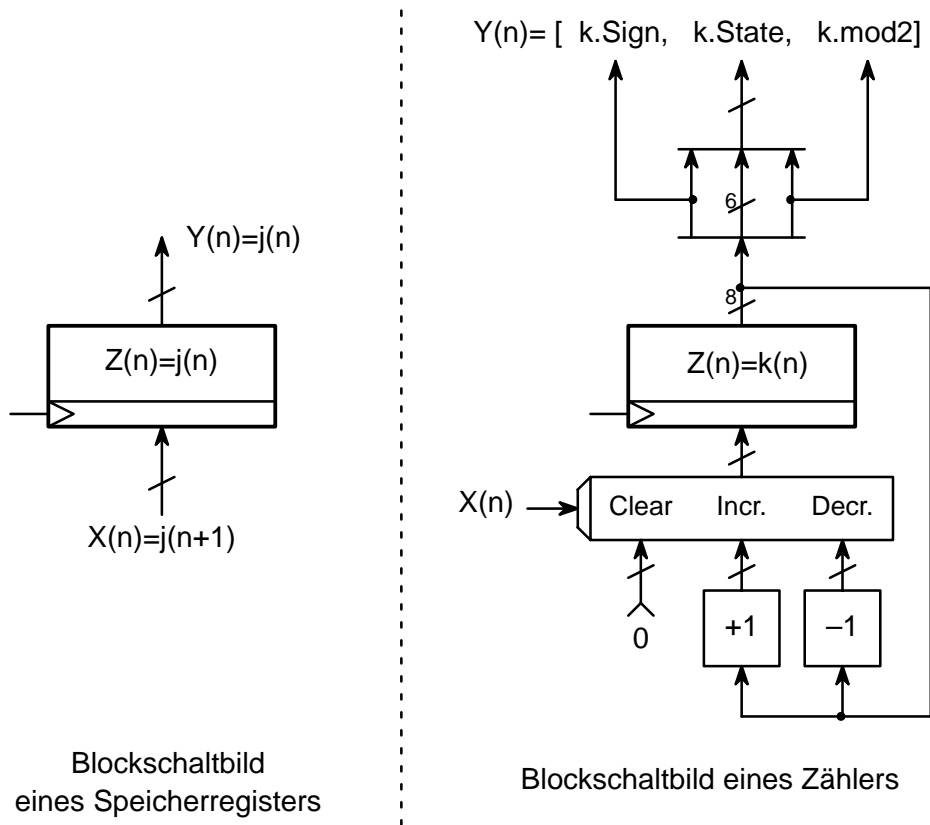 Y(n)=j(n)
Z(n)=j(n)
X(n)=j(n+1)
Blockschaltbild
eines Speicherregisters
Y(n)= [ k.Sign, k.State, k.mod2]
6
8
Z(n)=k(n)
X(n)
Clear Incr. Decr.
0
+1
–1
Blockschaltbild eines Zählers